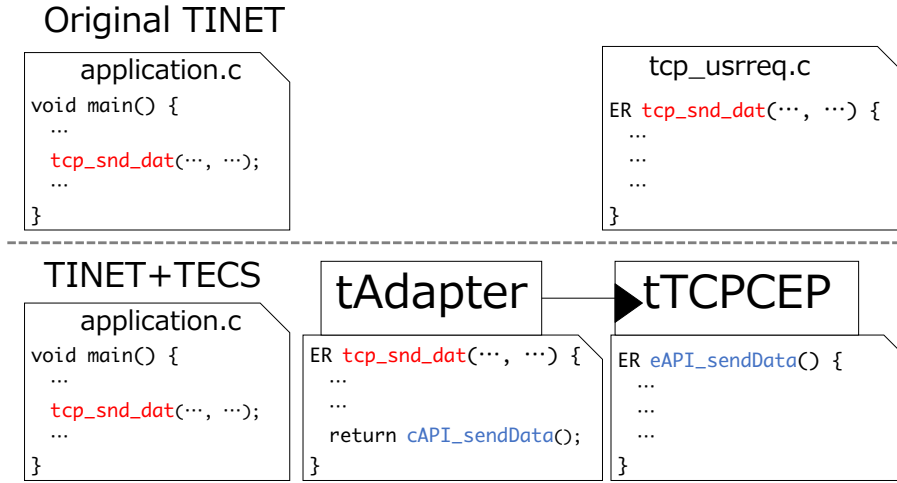 Original TINET
application.c
void main() {
…
tcp_snd_dat(…, …);
…
}
tcp_usrreq.c
ER tcp_snd_dat(…, …) {
…
…
…
}
TINET+TECS
application.c
void main() {
…
tcp_snd_dat(…, …);
…
}
tAdapter
ER tcp_snd_dat(…, …) {
…
…
return cAPI_sendData();
}
tTCPCEP
ER eAPI_sendData() {
…
…
…
}